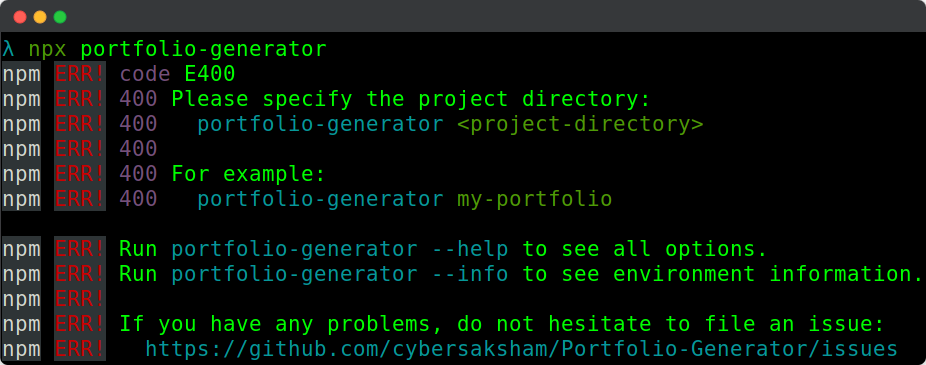 λ npx portfolio-generator
npm ERR! code E400
npm ERR! 400 Please specify the project directory:
npm ERR! 400   portfolio-generator <project-directory>
npm ERR! 400
npm ERR! 400 For example:
npm ERR! 400   portfolio-generator my-portfolio
npm ERR! Run portfolio-generator --help to see all options.
npm ERR! Run portfolio-generator --info to see environment information.
npm ERR!
npm ERR! If you have any problems, do not hesitate to file an issue:
npm ERR!   https://github.com/cybersaksham/Portfolio-Generator/issues